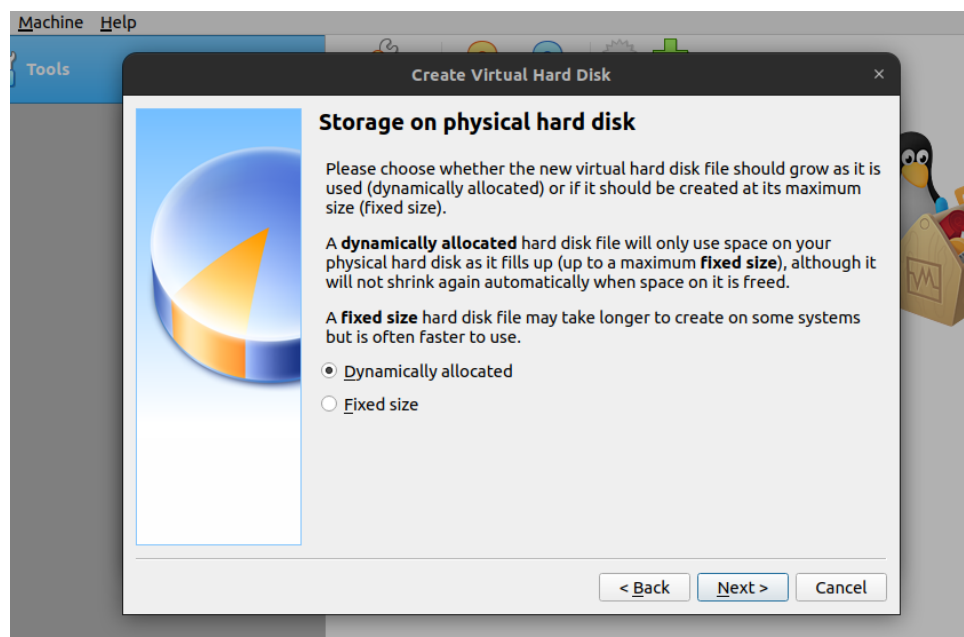 Machine Help
Tools
Create Virtual Hard Disk
Storage on physical hard disk
Please choose whether the new virtual hard disk file should grow as it is
used (dynamically allocated) or if it should be created at its maximum
size (fixed size).
A dynamically allocated hard disk file will only use space on your
physical hard disk as it fills up (up to a maximum fixed size), although it
will not shrink again automatically when space on it is freed.
A fixed size hard disk file may take longer to create on some systems
but is often faster to use.
Dynamically allocated
Fixed size
< Back Next > Cancel